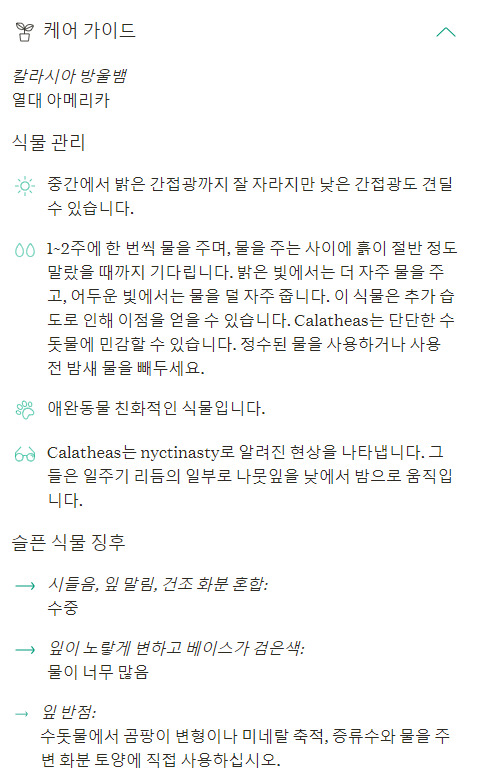 케어 가이드
칼라시아 방울뱀
열대 아메리카
식물 관리
중간에서 밝은 간접광까지 잘 자라지만 낮은 간접광도 견딜
수 있습니다.
1~2주에 한 번씩 물을 주며, 물을 주는 사이에 흙이 절반 정도
말랐을 때까지 기다립니다. 밝은 빛에서는 더 자주 물을 주
고, 어두운 빛에서는 물을 덜 자주 줍니다. 이 식물은 추가 습
도로 인해 이점을 얻을 수 있습니다. Calatheas는 단단한 수
돗물에 민감할 수 있습니다. 정수된 물을 사용하거나 사용
전 밤새 물을 빼두세요.
애완동물 친화적인 식물입니다.
Calatheas는 nyctinasty로 알려진 현상을 나타냅니다. 그
들은 일주기 리듬의 일부로 나뭇잎을 낮에서 밤으로 움직입
니다.
슬픈 식물 징후
시들음, 잎 말림, 건조 화분 혼합:
수중
잎이 노랗게 변하고 베이스가 검은색:
물이 너무 많음
잎 반점:
수돗물에서 곰팡이 변형이나 미네랄 축적, 증류수와 물을 주
변 화분 토양에 직접 사용하십시오.